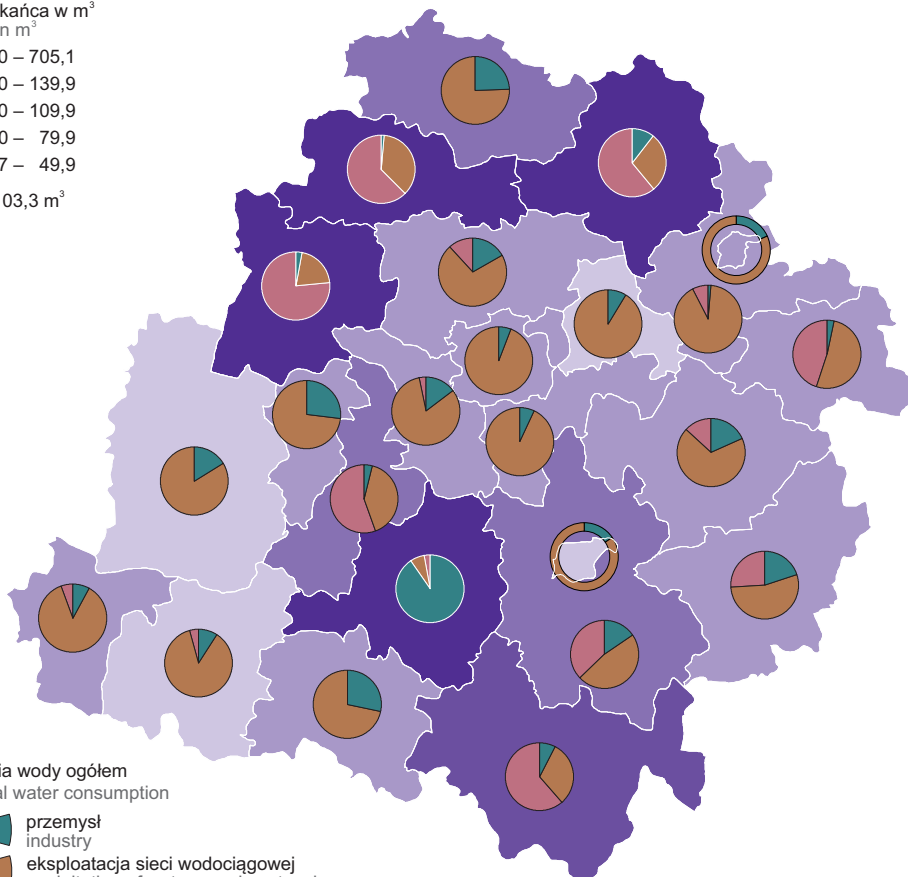 kańca w m³
n m³
0 – 705,1
0 – 139,9
0 – 109,9
0 – 79,9
7 – 49,9
03,3 m³
ia wody ogółem
al water consumption
przemysł
industry
eksploatacja sieci wodociągowej